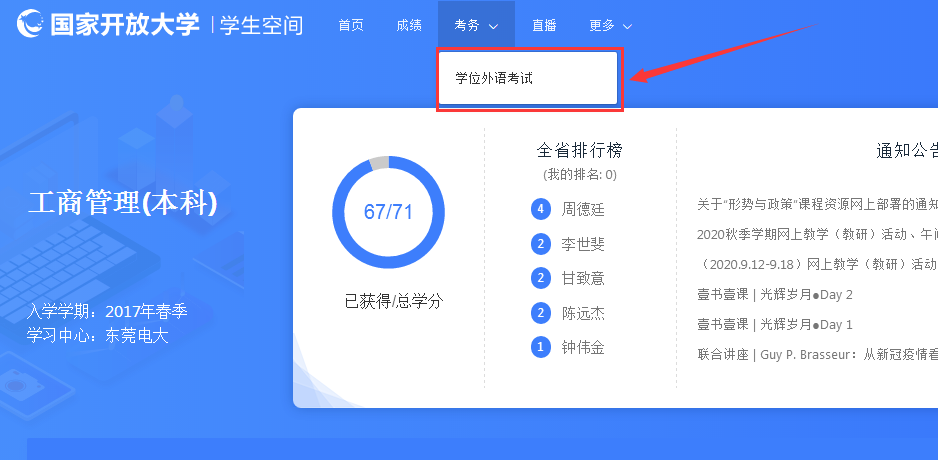 国家开放大学 | 学生空间
首页 成绩 考务 直播 更多
学位外语考试
工商管理(本科)
入学学期：2017年春季
学习中心：东莞电大
67/71
已获得/总学分
全省排行榜
(我的排名: 0)
4 周德廷
2 李世斐
2 甘致意
2 陈远杰
1 钟伟金
通知公告
关于“形势与政策”课程资源网上部署的通知
2020秋季学期网上教学（教研）活动、午间
（2020.9.12-9.18）网上教学（教研）活动
壹书壹课 | 光辉岁月●Day 2
壹书壹课 | 光辉岁月●Day 1
联合讲座 | Guy P. Brasseur：从新冠疫情看